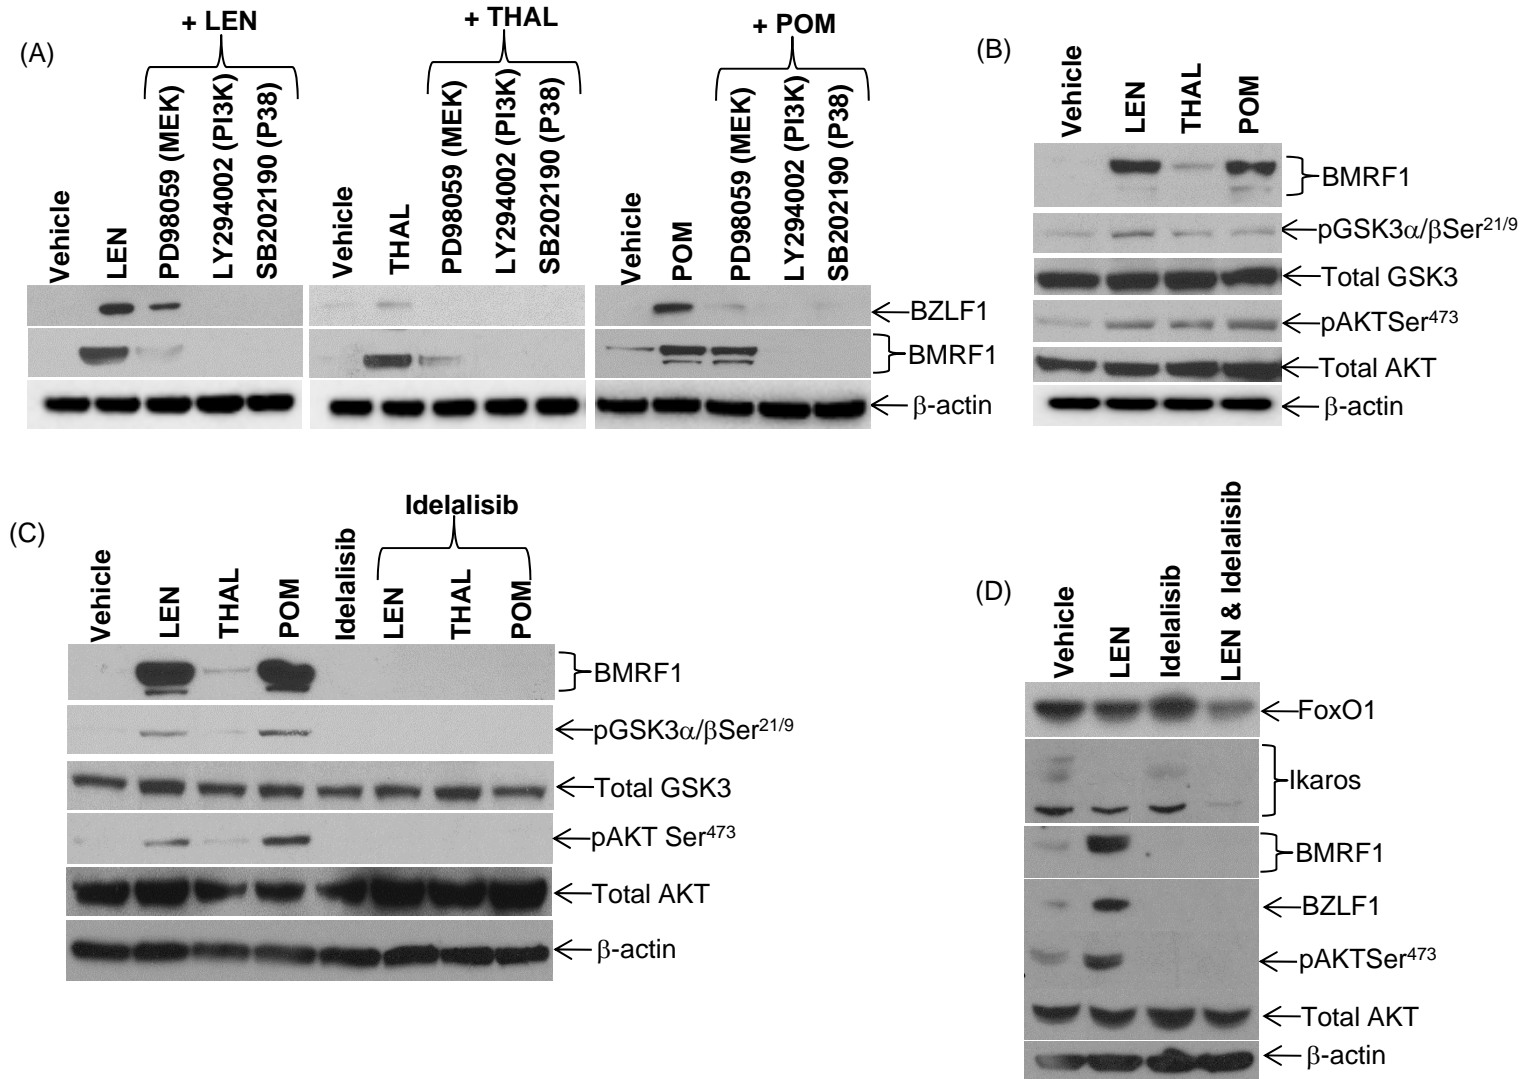 (A)
+ LEN
+ THAL
+ POM
Vehicle
LEN
PD98059 (MEK)
LY294002 (PI3K)
SB202190 (P38)
Vehicle
THAL
PD98059 (MEK)
LY294002 (PI3K)
SB202190 (P38)
Vehicle
POM
PD98059 (MEK)
LY294002 (PI3K)
SB202190 (P38)
BZLF1
BMRF1
β-actin
(B)
Vehicle
LEN
THAL
POM
BMRF1
pGSK3α/βSer21/9
Total GSK3
pAKTSer473
Total AKT
β-actin
(C)
Idelalisib
Vehicle
LEN
THAL
POM
Idelalisib
LEN
THAL
POM
BMRF1
pGSK3α/βSer21/9
Total GSK3
pAKT Ser473
Total AKT
β-actin
(D)
Vehicle
LEN
Idelalisib
LEN & Idelalisib
FoxO1
Ikaros
BMRF1
BZLF1
pAKTSer473
Total AKT
β-actin